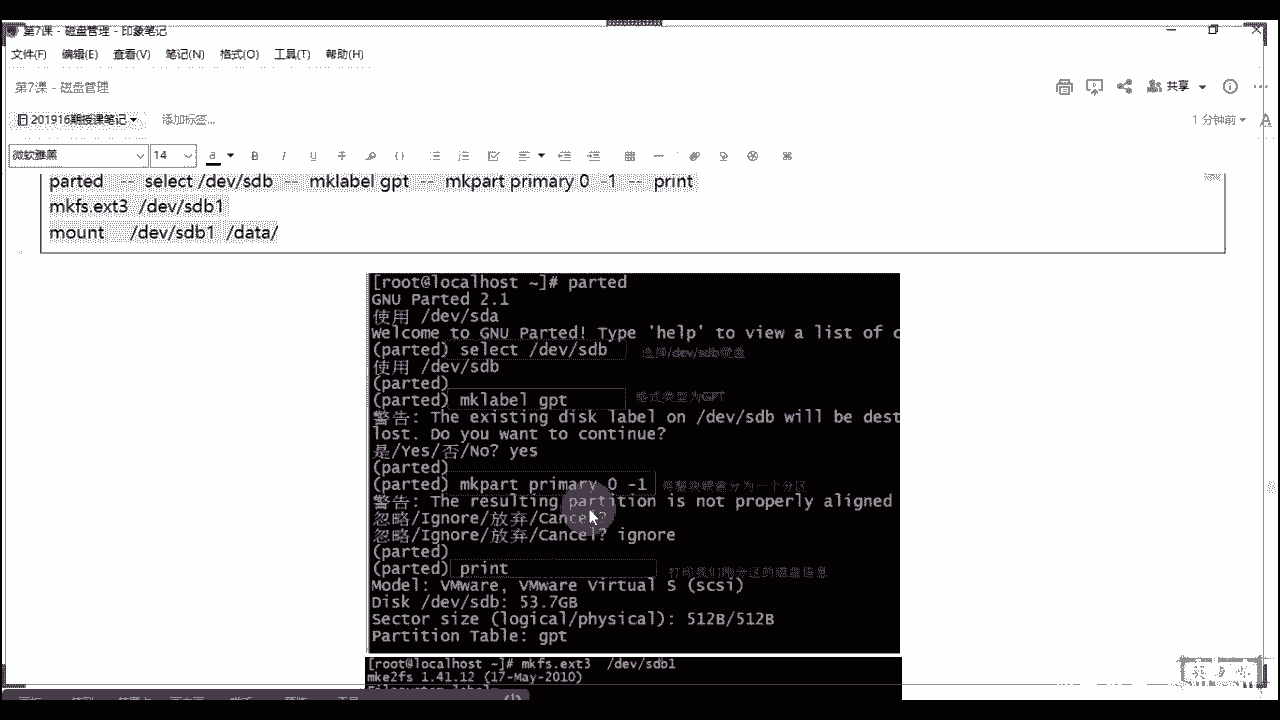 第7课 - 磁盘管理 - 印象笔记
文件(F) 编辑(E) 查看(V) 笔记(N) 格式(O) 工具(T) 帮助(H)
第7课 - 磁盘管理
共享
201916期授课笔记 添加标签...
1 分钟前
微软雅黑 14
parted -- select /dev/sdb -- mklabel gpt -- mkpart primary 0 -1 -- print
mkfs.ext3 /dev/sdb1
mount /dev/sdb1 /data/
[root@localhost ~]# parted
GNU Parted 2.1
使用 /dev/sda
Welcome to GNU Parted! Type 'help' to view a list of c
(parted) select /dev/sdb 选择/dev/sdb硬盘
使用 /dev/sdb
(parted)
(parted) mklabel gpt 格式类型为GPT
警告: The existing disk label on /dev/sdb will be dest
lost. Do you want to continue?
是/Yes/否/No? yes
(parted)
(parted) mkpart primary 0 -1 将整块硬盘分为一个分区
警告: The resulting partition is not properly aligned
忽略/Ignore/放弃/Cancel?
忽略/Ignore/放弃/Cancel? ignore
(parted)
(parted) print 打印我们刚分区的磁盘信息
Model: VMware, VMware Virtual S (scsi)
Disk /dev/sdb: 53.7GB
Sector size (logical/physical): 512B/512B
Partition Table: gpt
[root@localhost ~]# mkfs.ext3 /dev/sdb1
mke2fs 1.41.12 (17-May-2010)